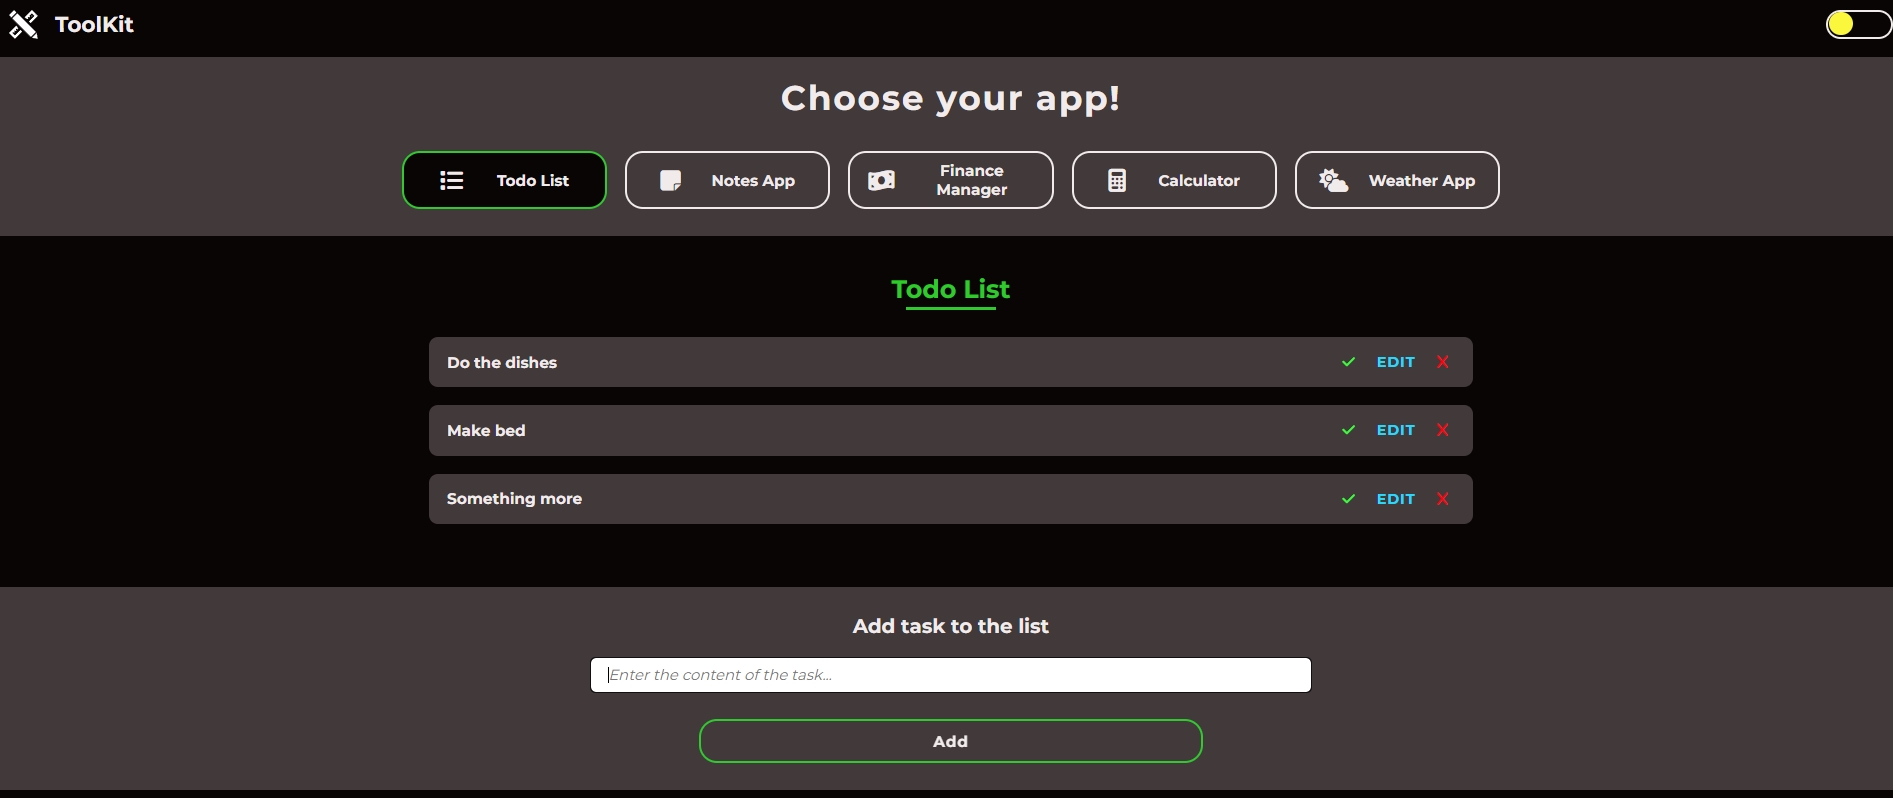 ToolKit
Choose your app!
Todo List
Notes App
Finance
Manager
Calculator
Weather App
Todo List
Do the dishes
EDIT
X
Make bed
EDIT
X
Something more
EDIT
X
Add task to the list
Enter the content of the task...
Add